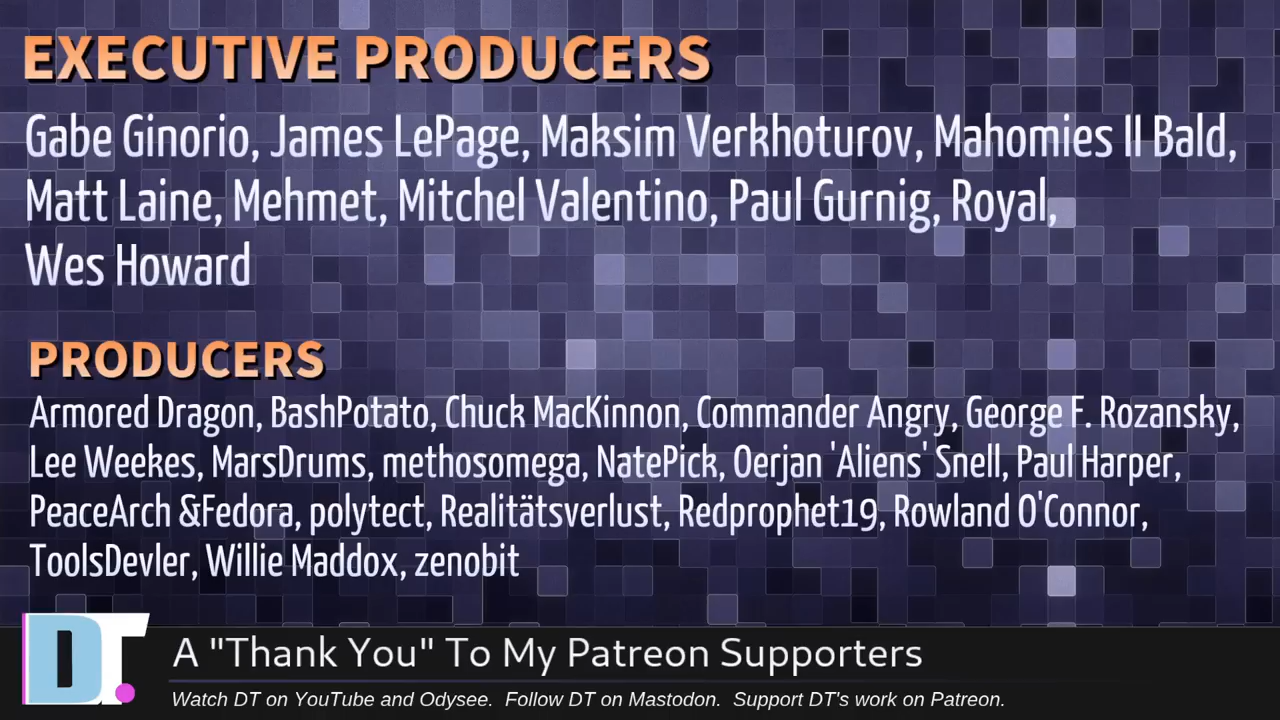 EXECUTIVE PRODUCERS
Gabe Ginorio, James LePage, Maksim Verkhoturov, Mahomies II Bald,
Matt Laine, Mehmet, Mitchel Valentino, Paul Gurnig, Royal,
Wes Howard
PRODUCERS
Armored Dragon, BashPotato, Chuck MacKinnon, Commander Angry, George F. Rozansky,
Lee Weekes, MarsDrums, methosomega, NatePick, Oerjan 'Aliens' Snell, Paul Harper,
PeaceArch &Fedora, polytect, Realitätsverlust, Redprophet19, Rowland O'Connor,
ToolsDevler, Willie Maddox, zenobit
DT.
A "Thank You" To My Patreon Supporters
Watch DT on YouTube and Odysee.  Follow DT on Mastodon.  Support DT's work on Patreon.